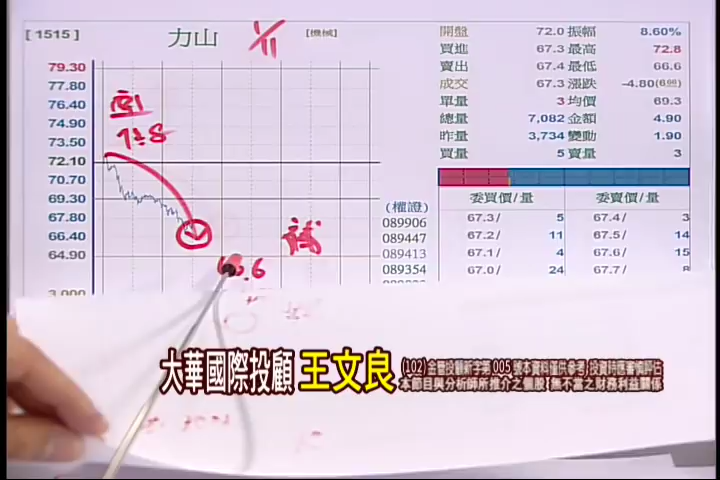 [ 1515 ] 力山 1/11 [機械]
79.30
77.80
76.40
74.90
73.50
72.10
70.70
69.30
67.80
66.40
64.90
開盤 72.0 振幅 8.60%
買進 67.3 最高 72.8
賣出 67.4 最低 66.6
成交 67.3 漲跌 -4.80
單量 3 均價 69.3
總量 7,082 金額 4.90
昨量 3,734 變動 1.90
買量 5 賣量 3
委買價/量 委賣價/量
67.3/ 5 67.4/ 3
67.2/ 11 67.5/ 14
67.1/ 4 67.6/ 15
67.0/ 24 67.7/ 8
(權證)
089906
089447
089413
089354
大華國際投顧 王文良
(102)金管投顧新字第005號本資料僅供參考,投資時應審慎評估
本節目與分析師所推介之個股 無不當之財務利益關係